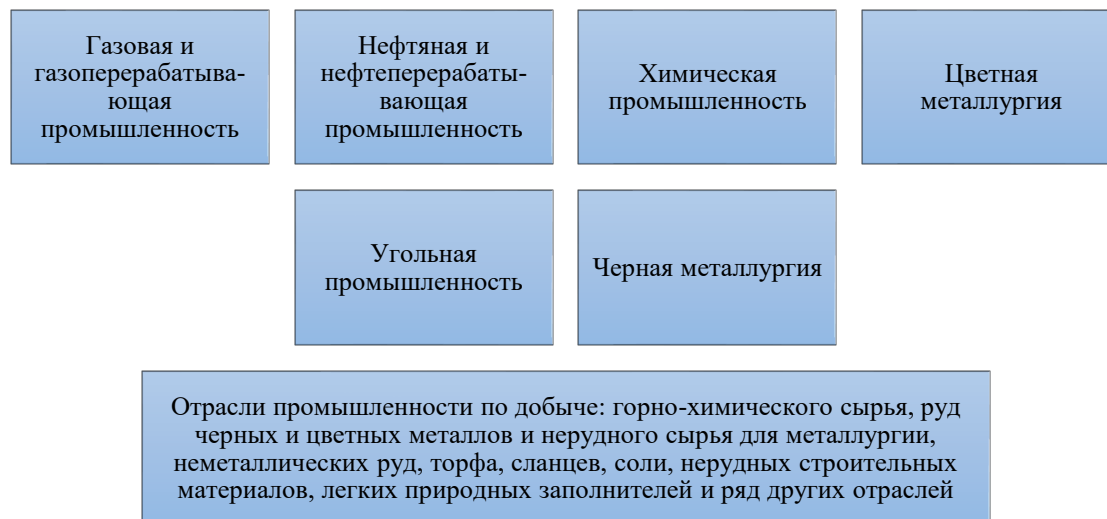 Газовая и
газоперерабатыва-
ющая
промышленность
Нефтяная и
нефтеперерабаты-
вающая
промышленность
Химическая
промышленность
Цветная
металлургия
Угольная
промышленность
Черная металлургия
Отрасли промышленности по добыче: горно-химического сырья, руд
черных и цветных металлов и нерудного сырья для металлургии,
неметаллических руд, торфа, сланцев, соли, нерудных строительных
материалов, легких природных заполнителей и ряд других отраслей